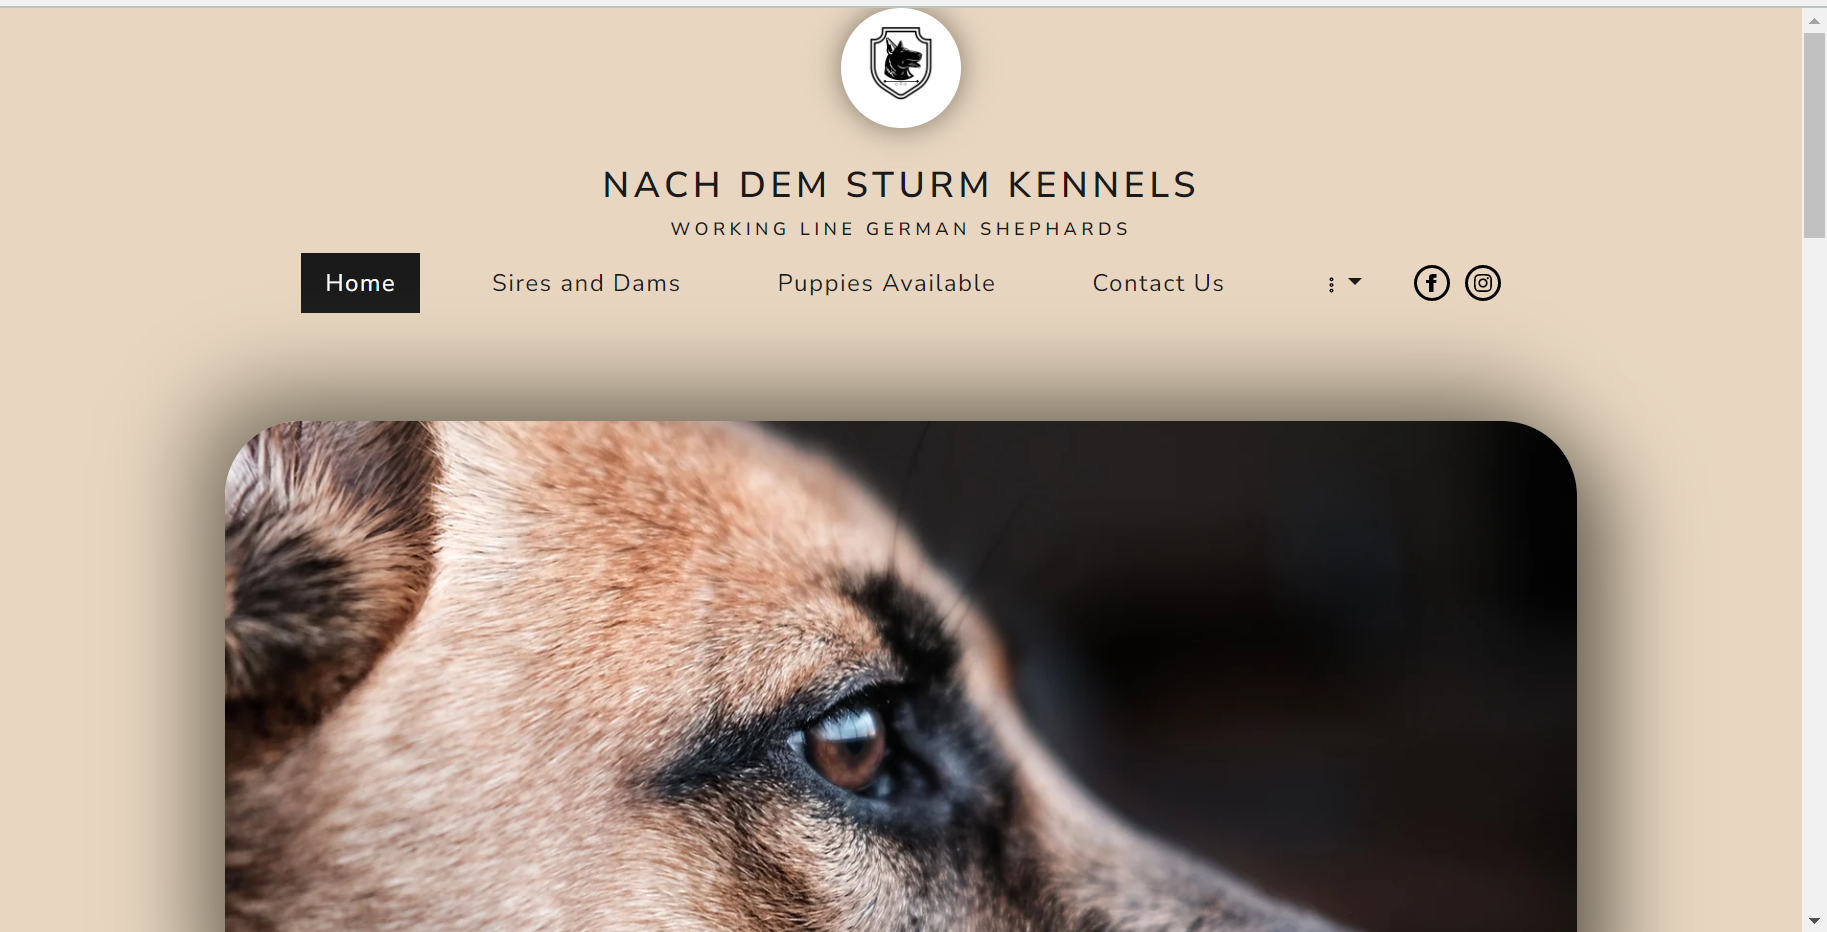 NACH DEM STURM KENNELS
WORKING LINE GERMAN SHEPHARDS
Home Sires and Dams Puppies Available Contact Us